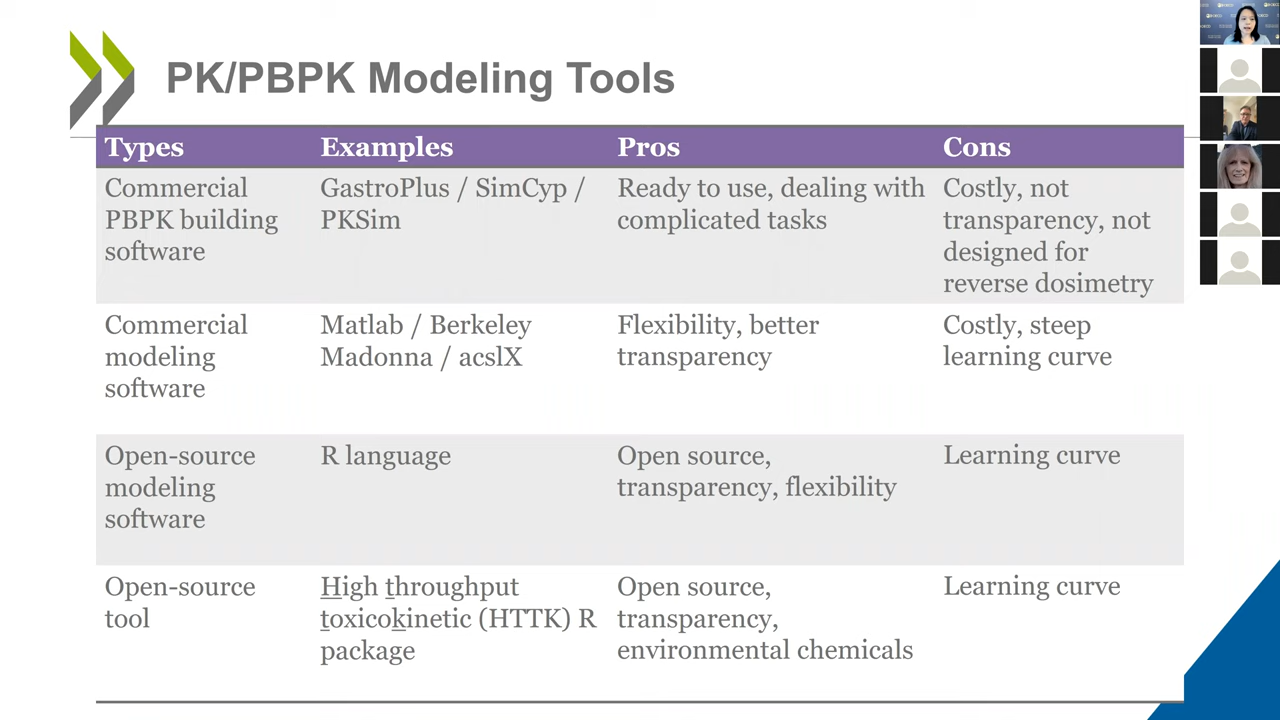 PK/PBPK Modeling Tools
Types Examples Pros Cons
Commercial PBPK building software
GastroPlus / SimCyp / PKSim
Ready to use, dealing with complicated tasks
Costly, not transparency, not designed for reverse dosimetry
Commercial modeling software
Matlab / Berkeley Madonna / acslX
Flexibility, better transparency
Costly, steep learning curve
Open-source modeling software
R language
Open source, transparency, flexibility
Learning curve
Open-source tool
High throughput toxicokinetic (HTTK) R package
Open source, transparency, environmental chemicals
Learning curve